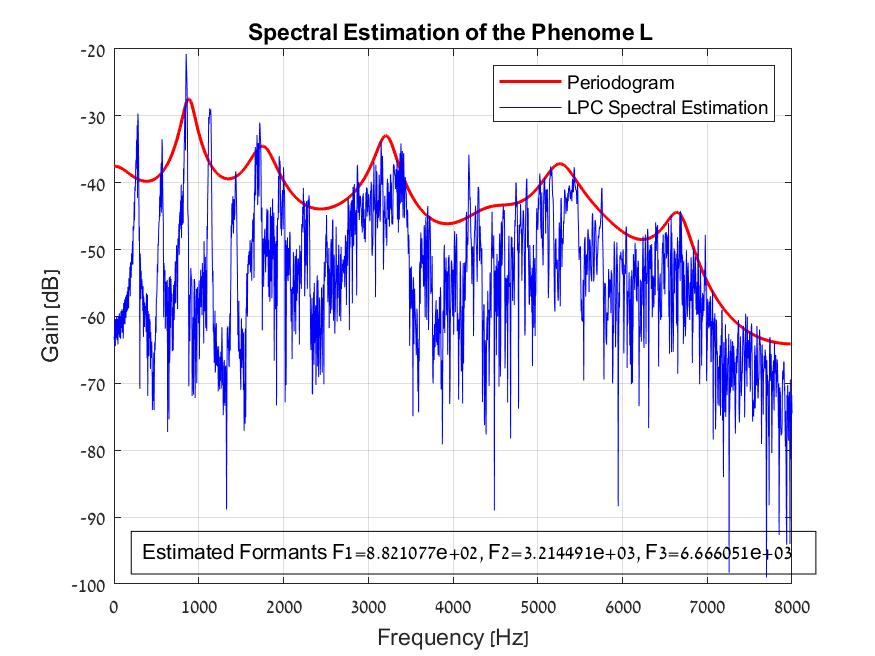 Spectral Estimation of the Phenome L
-20
-30
-40
-50
-60
-70
-80
-90
-100
Gain [dB]
Periodogram
LPC Spectral Estimation
Estimated Formants F1=8.821077e+02, F2=3.214491e+03, F3=6.666051e+03
0 1000 2000 3000 4000 5000 6000 7000 8000
Frequency [Hz]